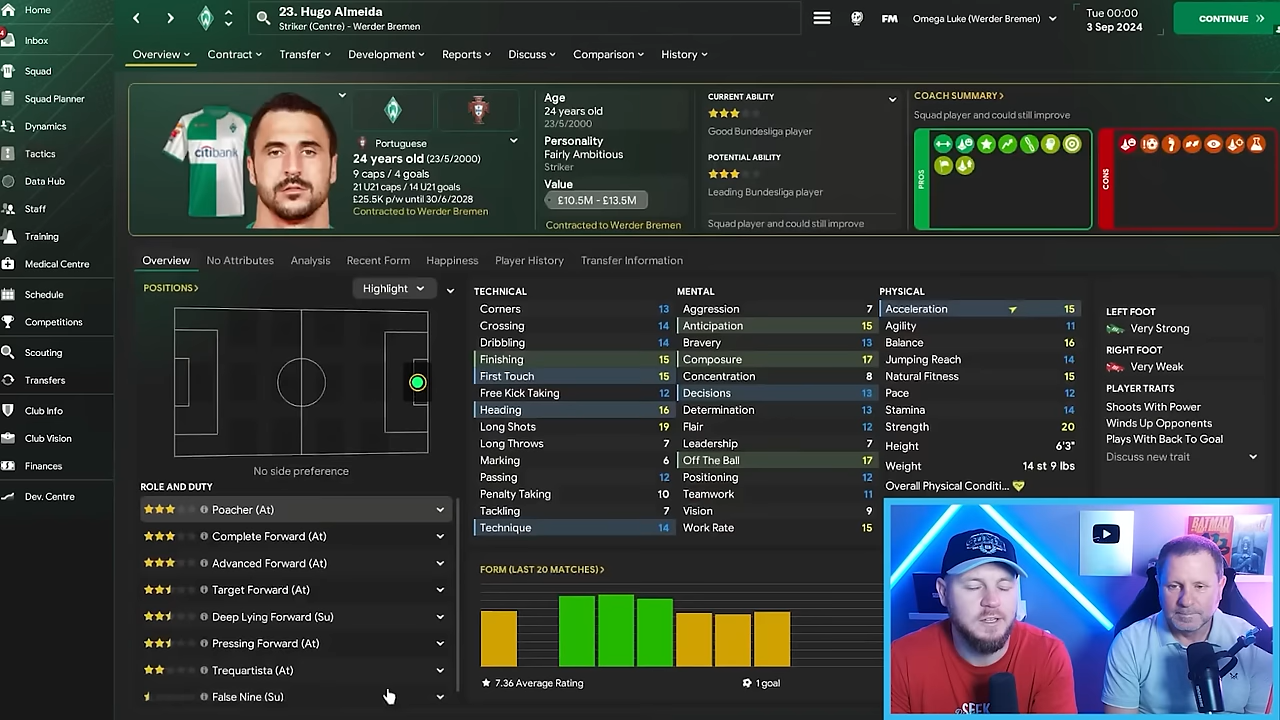 Home
Inbox
Squad
Squad Planner
Dynamics
Tactics
Data Hub
Staff
Training
Medical Centre
Schedule
Competitions
Scouting
Transfers
Club Info
Club Vision
Finances
Dev. Centre
23. Hugo Almeida
Striker (Centre) - Werder Bremen
FM
Omega Luke (Werder Bremen)
Tue 00:00
3 Sep 2024
CONTINUE
Overview
Contract
Transfer
Development
Reports
Discuss
Comparison
History
citibank
Portuguese
24 years old (23/5/2000)
9 caps / 4 goals
21 U21 caps / 14 U21 goals
£25.5K p/w until 30/6/2028
Contracted to Werder Bremen
Age
24 years old
23/5/2000
Personality
Fairly Ambitious
Striker
Value
£10.5M - £13.5M
Contracted to Werder Bremen
CURRENT ABILITY
Good Bundesliga player
POTENTIAL ABILITY
Leading Bundesliga player
Squad player and could still improve
COACH SUMMARY
Squad player and could still improve
PROS
CONS
Overview
No Attributes
Analysis
Recent Form
Happiness
Player History
Transfer Information
POSITIONS
Highlight
No side preference
ROLE AND DUTY
Poacher (At)
Complete Forward (At)
Advanced Forward (At)
Target Forward (At)
Deep Lying Forward (Su)
Pressing Forward (At)
Trequartista (At)
False Nine (Su)
TECHNICAL
Corners 13
Crossing 14
Dribbling 14
Finishing 15
First Touch 15
Free Kick Taking 12
Heading 16
Long Shots 19
Long Throws 7
Marking 6
Passing 12
Penalty Taking 10
Tackling 7
Technique 14
MENTAL
Aggression 7
Anticipation 15
Bravery 13
Composure 17
Concentration 8
Decisions 13
Determination 13
Flair 12
Leadership 7
Off The Ball 17
Positioning 12
Teamwork 11
Vision 9
Work Rate 15
PHYSICAL
Acceleration 15
Agility 11
Balance 16
Jumping Reach 14
Natural Fitness 15
Pace 12
Stamina 14
Strength 20
Height 6'3"
Weight 14 st 9 lbs
Overall Physical Conditi...
LEFT FOOT
Very Strong
RIGHT FOOT
Very Weak
PLAYER TRAITS
Shoots With Power
Winds Up Opponents
Plays With Back To Goal
Discuss new trait
FORM (LAST 20 MATCHES)
7.36 Average Rating
1 goal
BATMAN